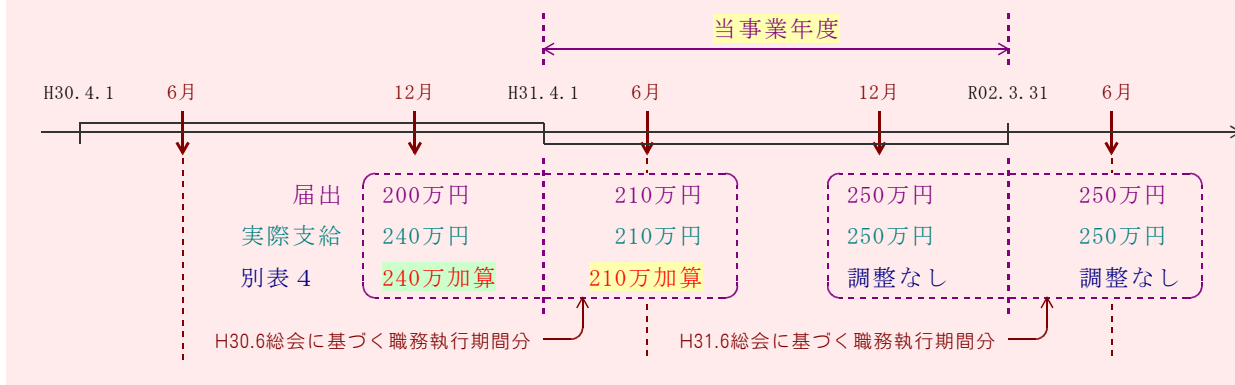 当事業年度
H30.4.1 6月 12月 H31.4.1 6月 12月 R02.3.31 6月
届出 200万円 210万円 250万円 250万円
実際支給 240万円 210万円 250万円 250万円
別表４ 240万加算 210万加算 調整なし 調整なし
H30.6総会に基づく職務執行期間分 H31.6総会に基づく職務執行期間分